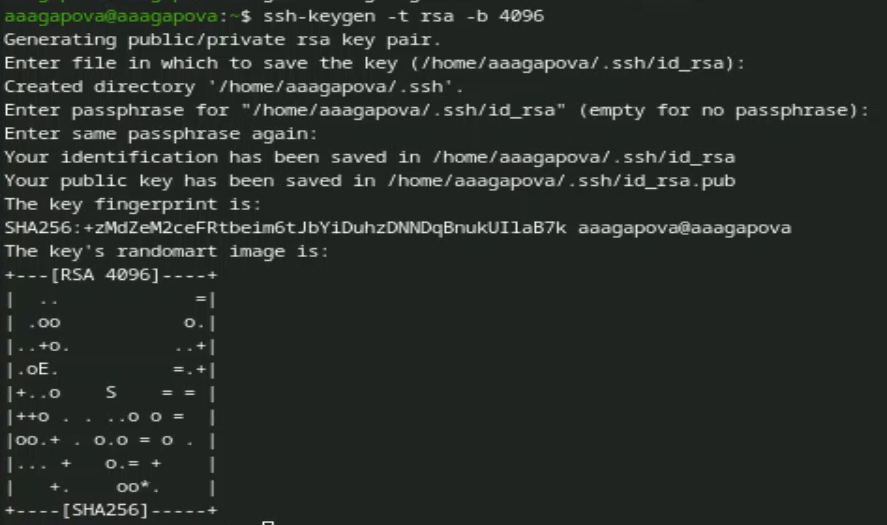 aaagapova@aaagapova:~$ ssh-keygen -t rsa -b 4096
Generating public/private rsa key pair.
Enter file in which to save the key (/home/aaagapova/.ssh/id_rsa):
Created directory '/home/aaagapova/.ssh'.
Enter passphrase for "/home/aaagapova/.ssh/id_rsa" (empty for no passphrase):
Enter same passphrase again:
Your identification has been saved in /home/aaagapova/.ssh/id_rsa
Your public key has been saved in /home/aaagapova/.ssh/id_rsa.pub
The key fingerprint is:
SHA256:+zMdZeM2ceFRtbeim6tJbYiDuhzDNNDqBnukUIlaB7k aaagapova@aaagapova
The key's randomart image is:
+---[RSA 4096]----+
|  ..            =|
| .oo           o.|
|..+o.         ..+|
|.oE.          =.+|
|+..o    S    = = |
|++o . . ..o o =  |
|oo.+ . o.o = o . |
|... +   o.= +    |
|   +.    oo*.    |
+----[SHA256]-----+